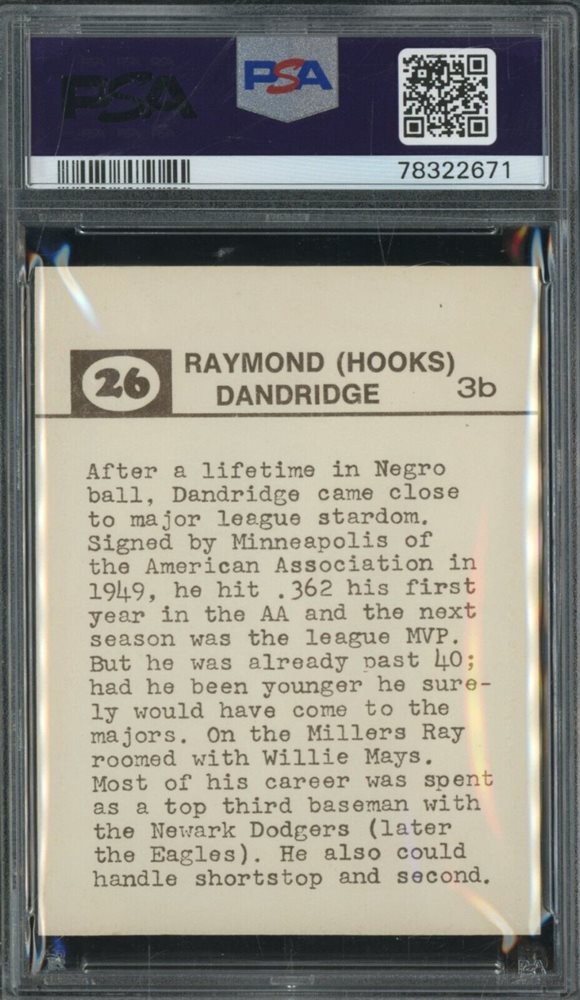 PSA
PSA
78322671
26
RAYMOND (HOOKS)
DANDRIDGE
3b
After a lifetime in Negro
ball, Dandridge came close
to major league stardom.
Signed by Minneapolis of
the American Association in
1949, he hit .362 his first
year in the AA and the next
season was the league MVP.
But he was already past 40;
had he been younger he sure-
ly would have come to the
majors. On the Millers Ray
roomed with Willie Mays.
Most of his career was spent
as a top third baseman with
the Newark Dodgers (later
the Eagles). He also could
handle shortstop and second.